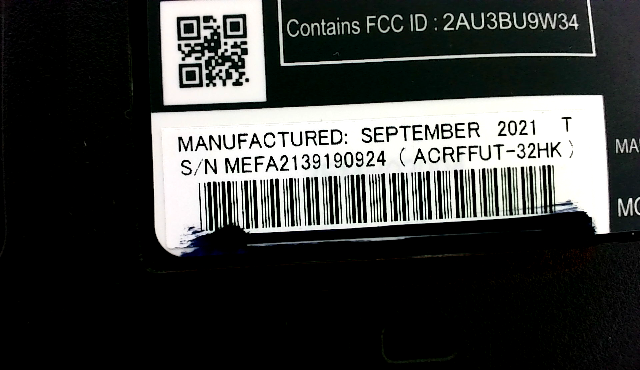 Contains FCC ID : 2AU3BU9W34
MANUFACTURED: SEPTEMBER 2021 T
S/N MEFA2139190924 ( ACRFFUT-32HK )